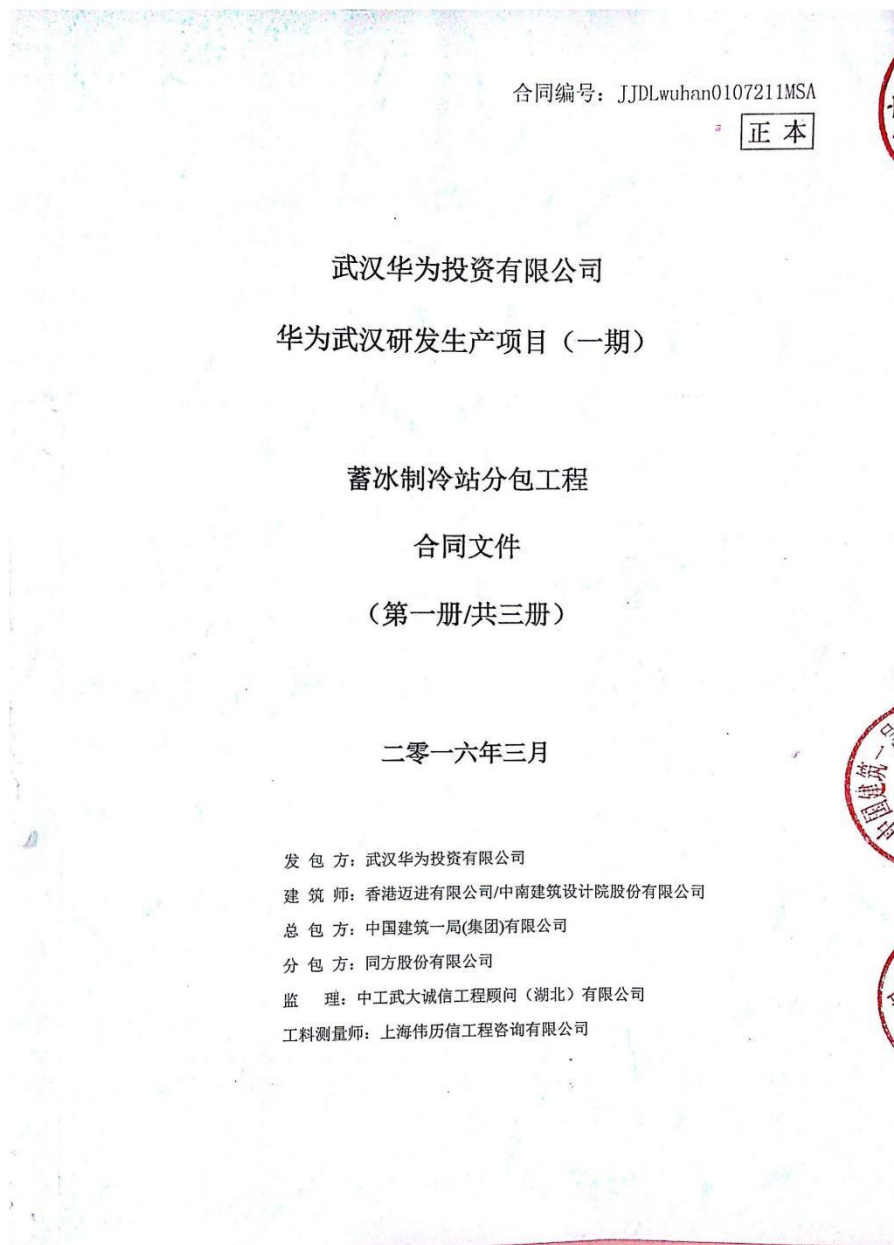 合同编号：JJDLwuhan0107211MSA
正 本
武汉华为投资有限公司
华为武汉研发生产项目（一期）
蓄冰制冷站分包工程
合同文件
（第一册/共三册）
二零一六年三月
发 包 方：武汉华为投资有限公司
建 筑 师：香港迈进有限公司/中南建筑设计院股份有限公司
总 包 方：中国建筑一局(集团)有限公司
分 包 方：同方股份有限公司
监 理：中工武大诚信工程顾问（湖北）有限公司
工料测量师：上海伟历信工程咨询有限公司
中国建筑一局